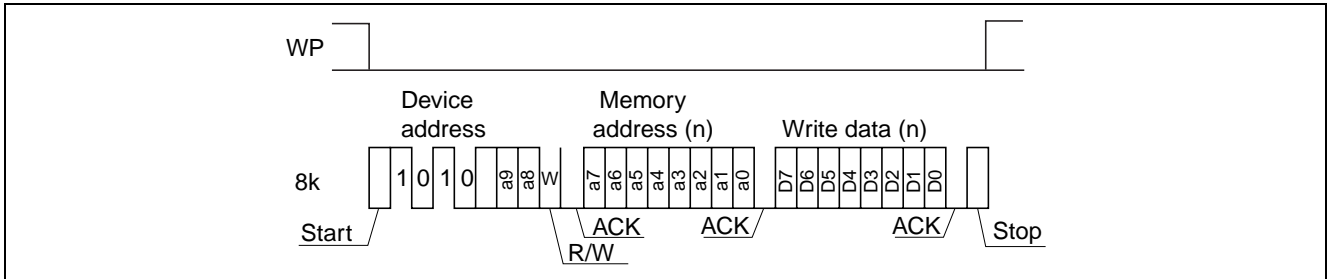 WP
Device address
Memory address (n)
Write data (n)
8k
1 0 1 0 a9 a8 W a7 a6 a5 a4 a3 a2 a1 a0 D7 D6 D5 D4 D3 D2 D1 D0
Start
R/W
ACK
ACK
ACK
Stop